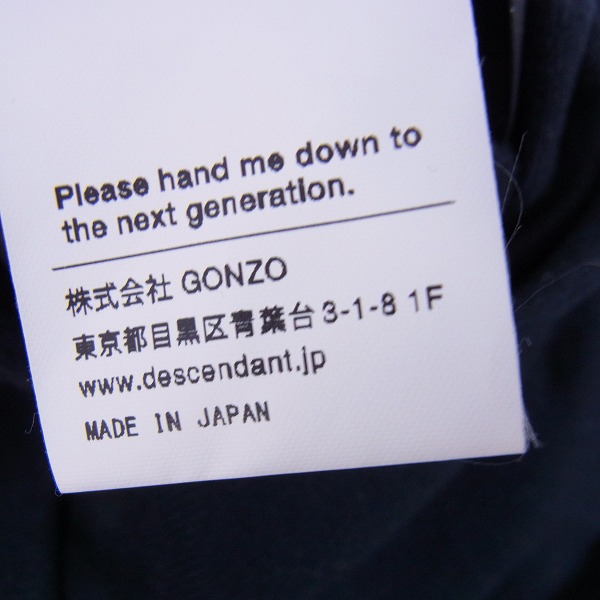 Please hand me down to
the next generation.
株式会社 GONZO
東京都目黒区青葉台3-1-8 1F
www.descendant.jp
MADE IN JAPAN